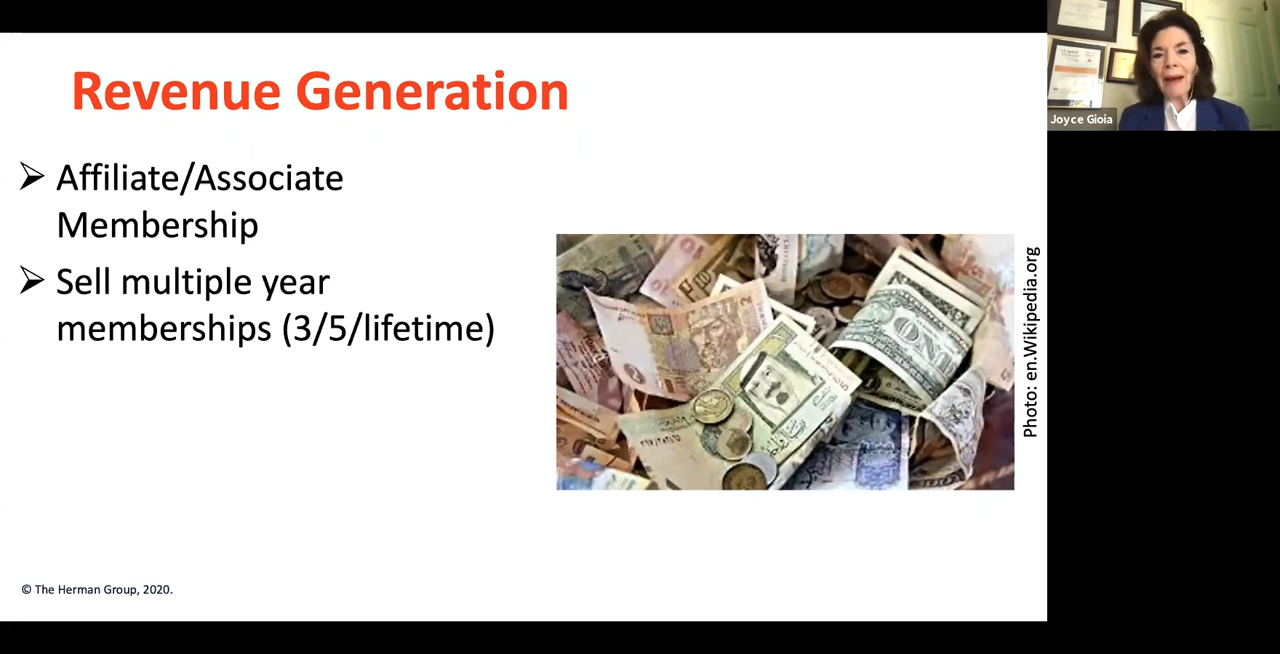 Revenue Generation
➢ Affiliate/Associate
Membership
➢ Sell multiple year
memberships (3/5/lifetime)
ONE
Photo: en.Wikipedia.org
© The Herman Group, 2020.
Joyce Gioia